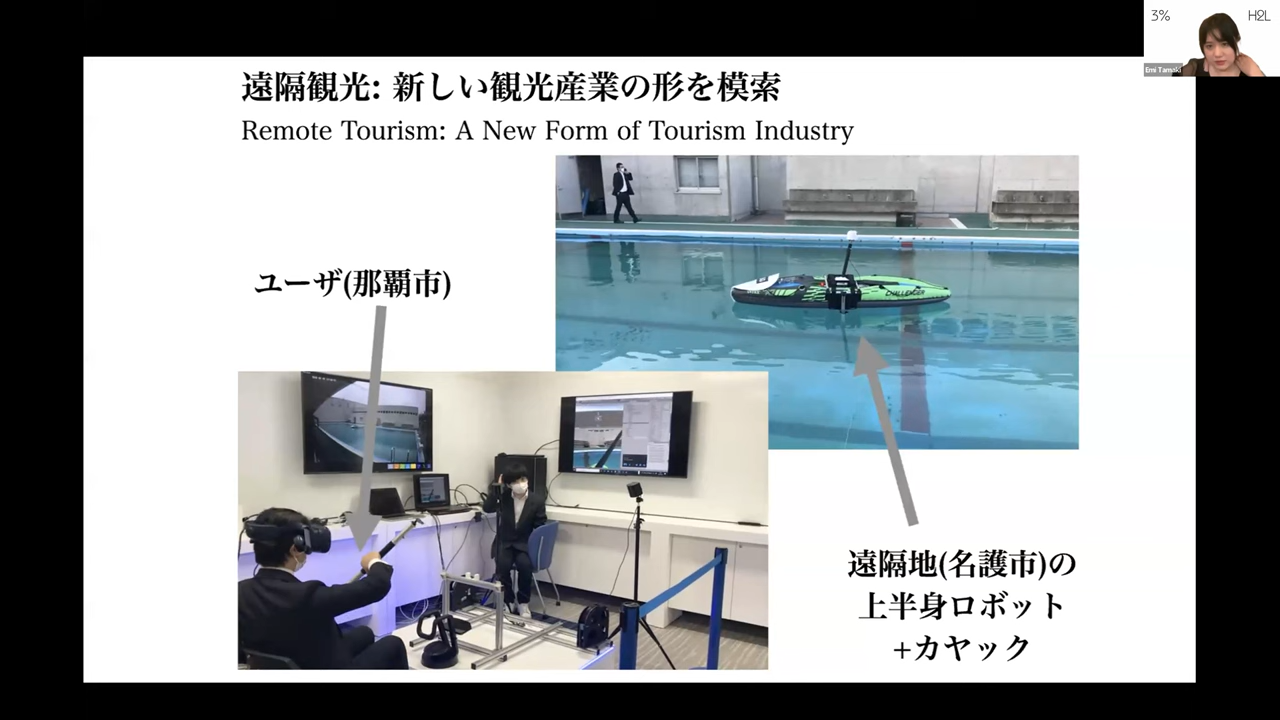 3%
H2L
Emi Tamaki
遠隔観光: 新しい観光産業の形を模索
Remote Tourism: A New Form of Tourism Industry
ユーザ(那覇市)
CHALLENGER
遠隔地(名護市)の
上半身ロボット
+カヤック